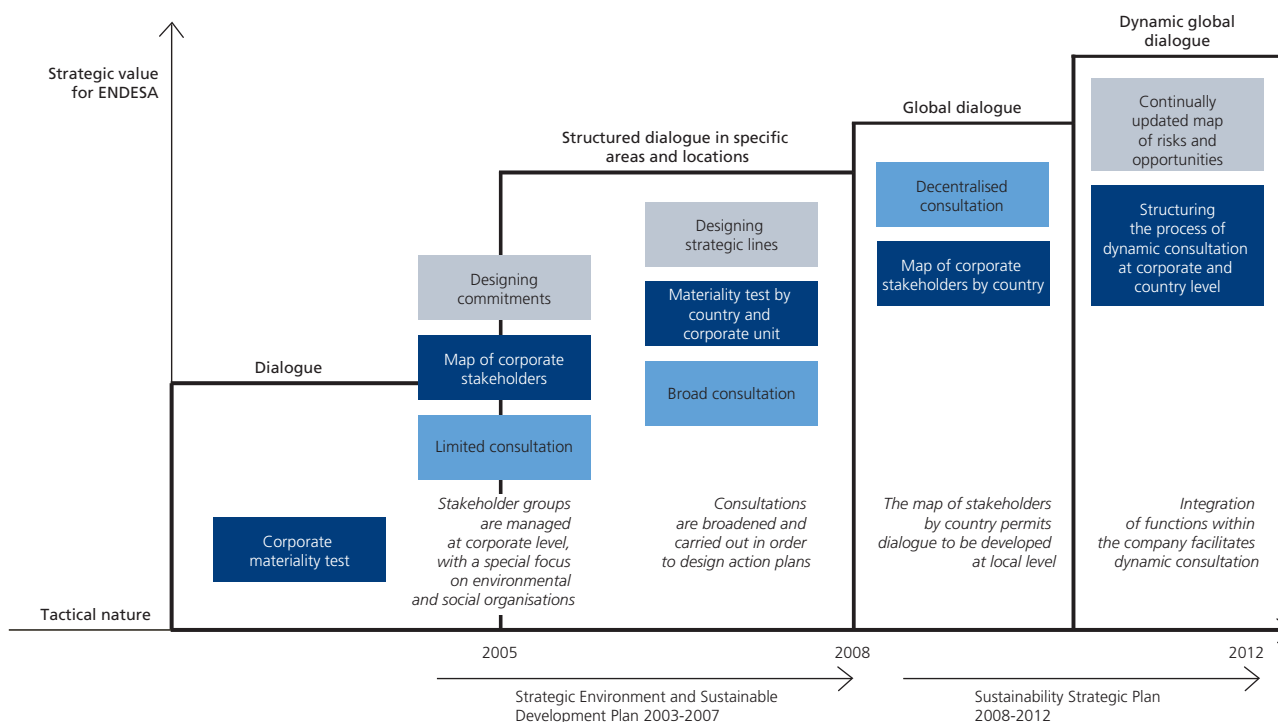 Dynamic global
dialogue
Strategic value
for ENDESA
Continually
updated map
of risks and
opportunities
Global dialogue
Structured dialogue in specific
areas and locations
Decentralised
consultation
Structuring
the process of
dynamic consultation
at corporate and
country level
Designing
strategic lines
Map of corporate
stakeholders by country
Designing
commitments
Materiality test by
country and
corporate unit
Dialogue
Map of corporate
stakeholders
Broad consultation
Limited consultation
Corporate
materiality test
Stakeholder groups
are managed
at corporate level,
with a special focus
on environmental
and social organisations
Consultations
are broadened and
carried out in order
to design action plans
The map of stakeholders
by country permits
dialogue to be developed
at local level
Integration
of functions within
the company facilitates
dynamic consultation
Tactical nature
2005
2008
2012
Strategic Environment and Sustainable
Development Plan 2003-2007
Sustainability Strategic Plan
2008-2012